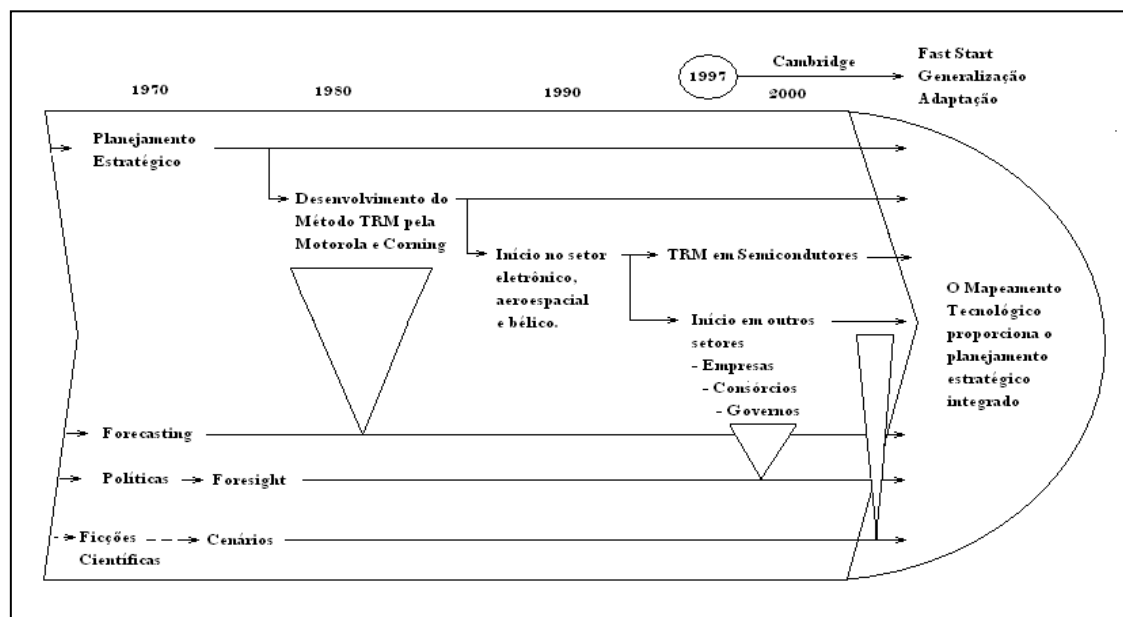 1970
1980
1990
1997
2000
Cambridge
Fast Start
Generalização
Adaptação
Planejamento
Estratégico
Desenvolvimento do
Método TRM pela
Motorola e Corning
Início no setor
eletrônico,
aeroespacial
e bélico.
TRM em Semicondutores
Início em outros
setores
- Empresas
- Consórcios
- Governos
O Mapeamento
Tecnológico
proporciona o
planejamento
estratégico
integrado
Forecasting
Políticas
Foresight
Ficções
Científicas
Cenários